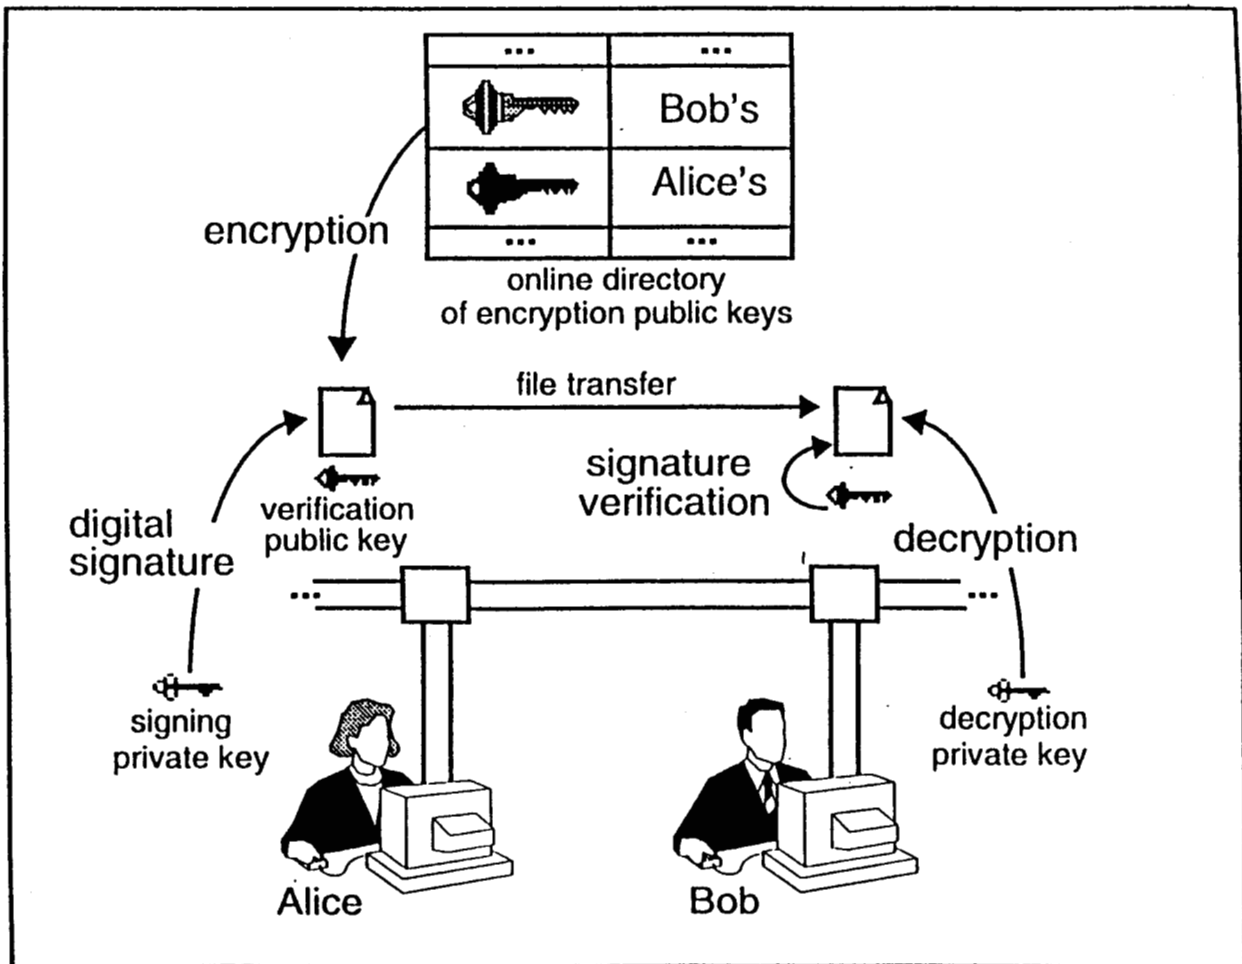 ... ...
Bob's
Alice's
... ...
online directory
of encryption public keys
encryption
file transfer
signature
verification
verification
public key
digital
signature
decryption
...
...
signing
private key
decryption
private key
Alice
Bob